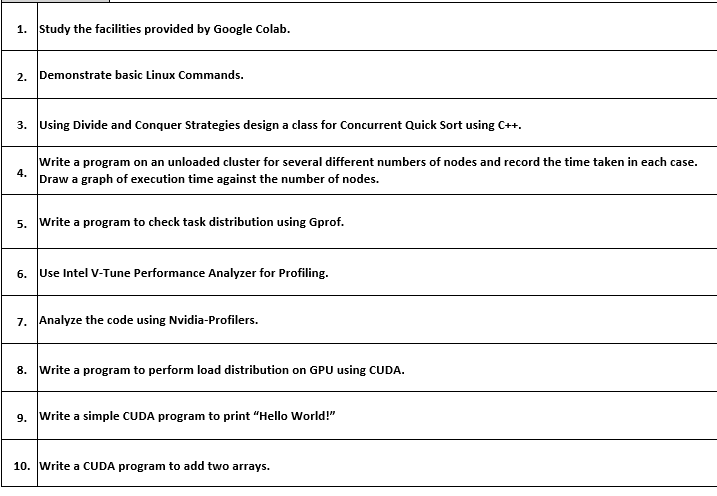 1. Study the facilities provided by Google Colab.
2. Demonstrate basic Linux Commands.
3. Using Divide and Conquer Strategies design a class for Concurrent Quick Sort using C++.
4. Write a program on an unloaded cluster for several different numbers of nodes and record the time taken in each case.
Draw a graph of execution time against the number of nodes.
5. Write a program to check task distribution using Gprof.
6. Use Intel V-Tune Performance Analyzer for Profiling.
7. Analyze the code using Nvidia-Profilers.
8. Write a program to perform load distribution on GPU using CUDA.
9. Write a simple CUDA program to print “Hello World!”
10. Write a CUDA program to add two arrays.